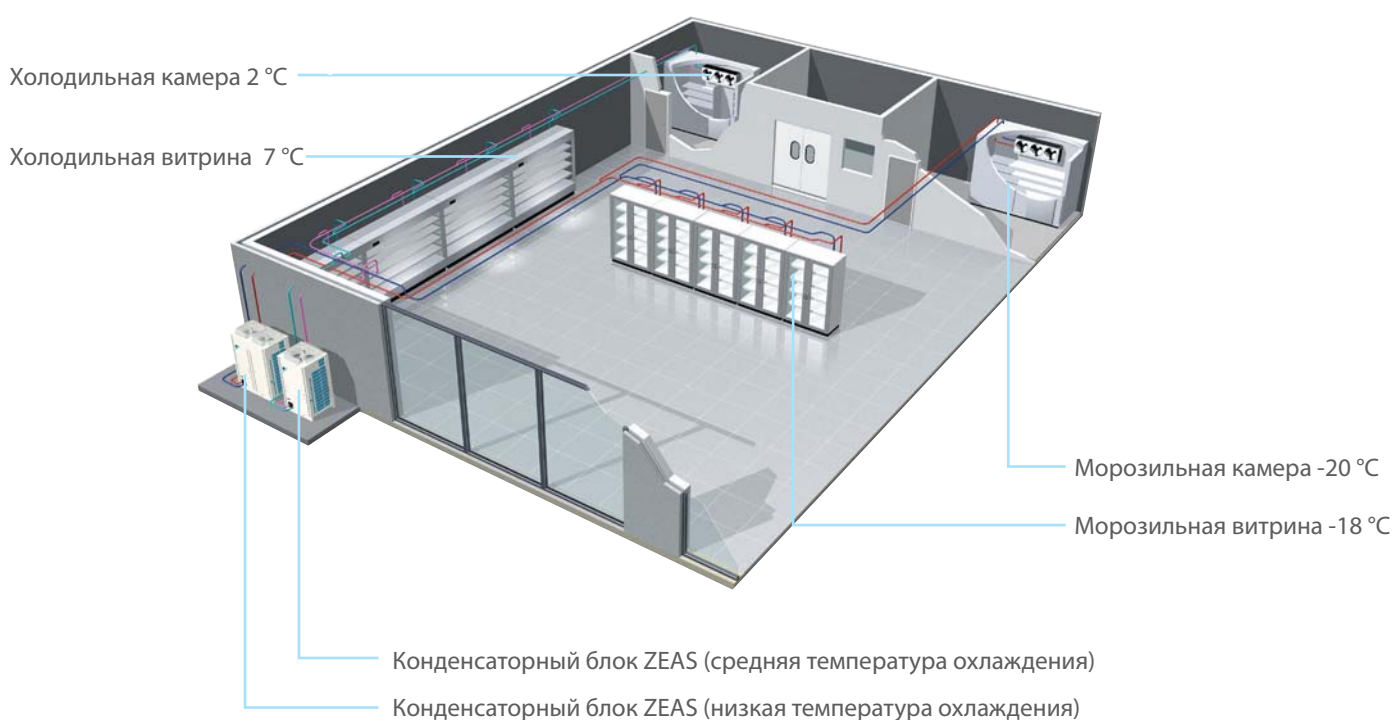 Холодильная камера 2 °C
Холодильная витрина 7 °C
Морозильная камера -20 °C
Морозильная витрина -18 °C
Конденсаторный блок ZEAS (средняя температура охлаждения)
Конденсаторный блок ZEAS (низкая температура охлаждения)